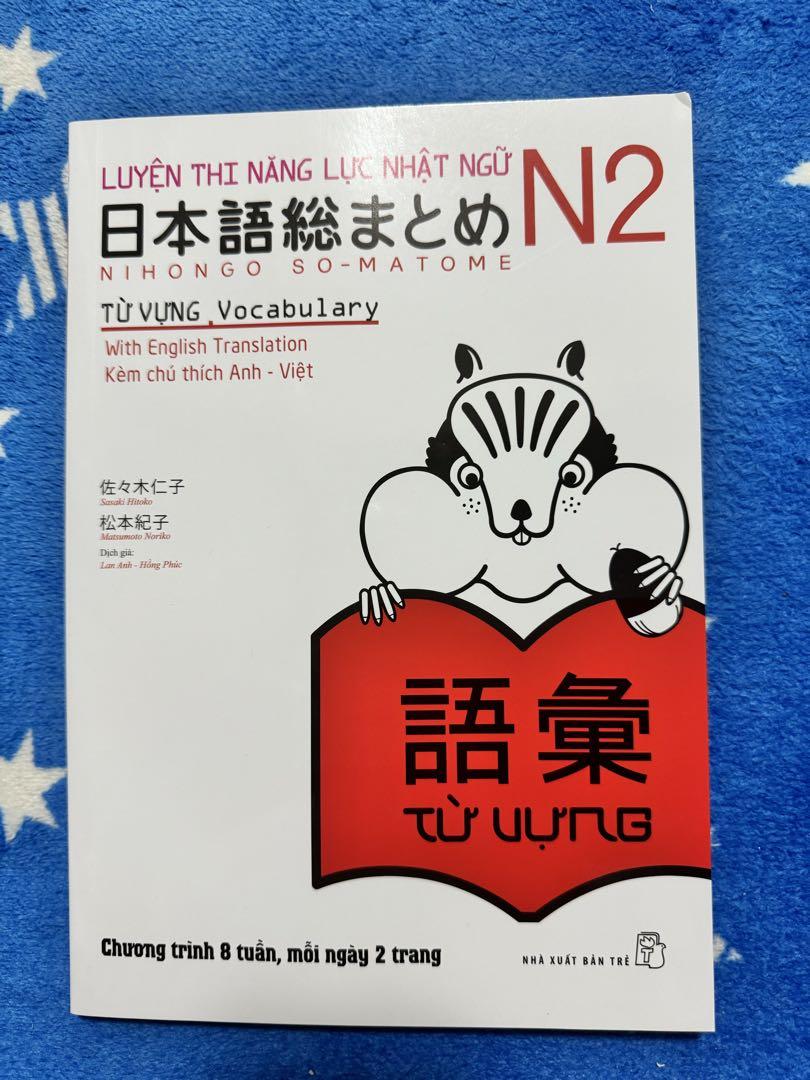 LUYỆN THI NĂNG LỰC NHẬT NGỮ
日本語総まとめ N2
NIHONGO SO-MATOME
TỪ VỰNG Vocabulary
With English Translation
Kèm chú thích Anh - Việt
佐々木仁子
Sasaki Hitoko
松本紀子
Matsumoto Noriko
Dịch giả:
Lan Anh - Hồng Phúc
語彙
TỪ VỰNG
Chương trình 8 tuần, mỗi ngày 2 trang
NHÀ XUẤT BẢN TRẺ